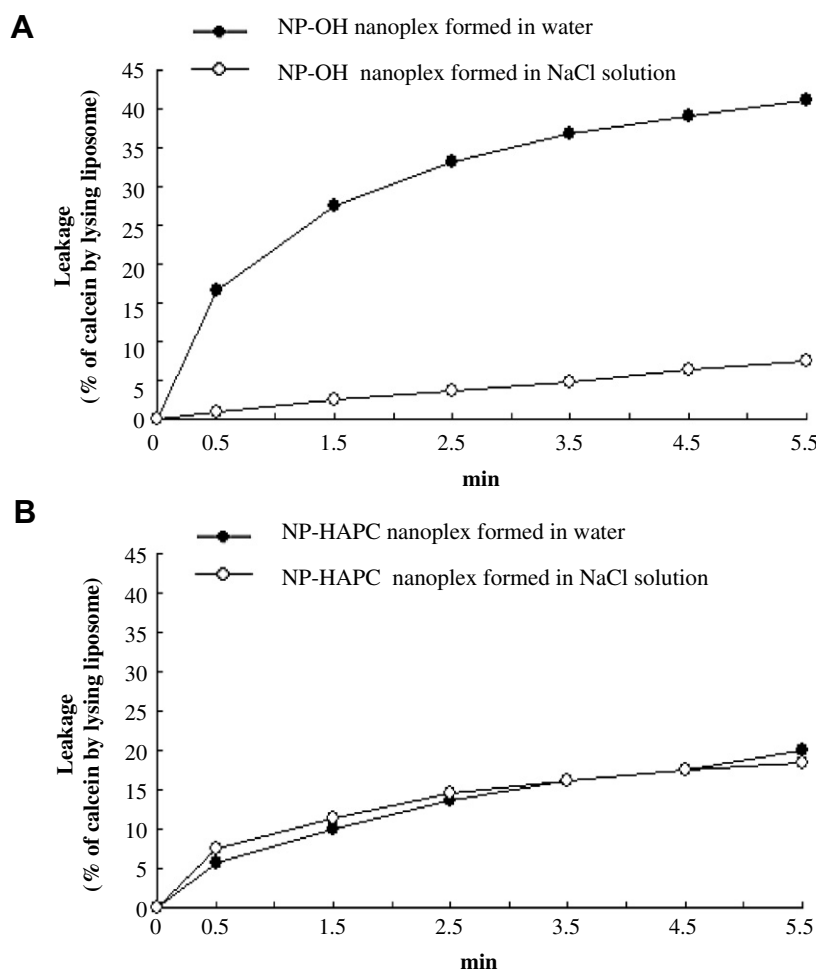 A
NP-OH nanoplex formed in water
NP-OH nanoplex formed in NaCl solution
45
40
35
30
25
20
15
10
5
0
Leakage
(% of calcein by lysing liposome)
0 0.5 1.5 2.5 3.5 4.5 5.5
min
B
NP-HAPC nanoplex formed in water
NP-HAPC nanoplex formed in NaCl solution
45
40
35
30
25
20
15
10
5
0
Leakage
(% of calcein by lysing liposome)
0 0.5 1.5 2.5 3.5 4.5 5.5
min